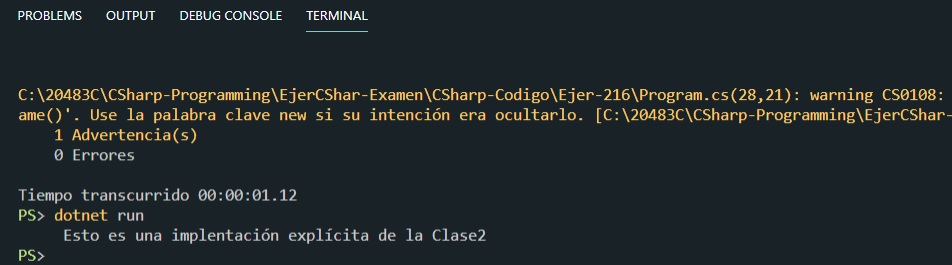 PROBLEMS OUTPUT DEBUG CONSOLE TERMINAL
C:\20483C\CSharp-Programming\EjerCShar-Examen\CSharp-Codigo\Ejer-216\Program.cs(28,21): warning CS0108:
ame()'. Use la palabra clave new si su intención era ocultarlo. [C:\20483C\CSharp-Programming\EjerCShar-
1 Advertencia(s)
0 Errores
Tiempo transcurrido 00:00:01.12
PS> dotnet run
Esto es una implentación explícita de la Clase2
PS>